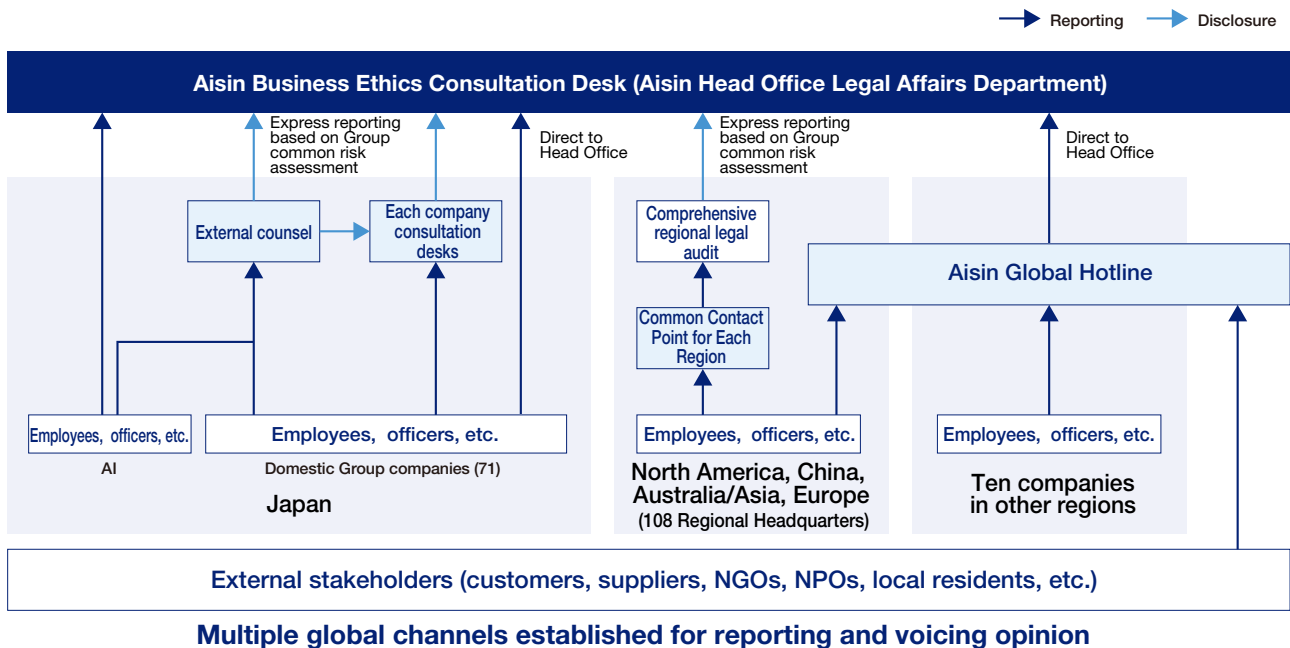 Reporting
Disclosure
Aisin Business Ethics Consultation Desk (Aisin Head Office Legal Affairs Department)
Express reporting
based on Group
common risk
assessment
Direct to
Head Office
Express reporting
based on Group
common risk
assessment
Direct to
Head Office
External counsel
Each company
consultation
desks
Comprehensive
regional legal
audit
Aisin Global Hotline
Common Contact
Point for Each
Region
Employees, officers, etc.
Employees, officers, etc.
Employees, officers, etc.
Employees, officers, etc.
AI
Domestic Group companies (71)
Japan
North America, China,
Australia/Asia, Europe
(108 Regional Headquarters)
Ten companies
in other regions
External stakeholders (customers, suppliers, NGOs, NPOs, local residents, etc.)
Multiple global channels established for reporting and voicing opinion